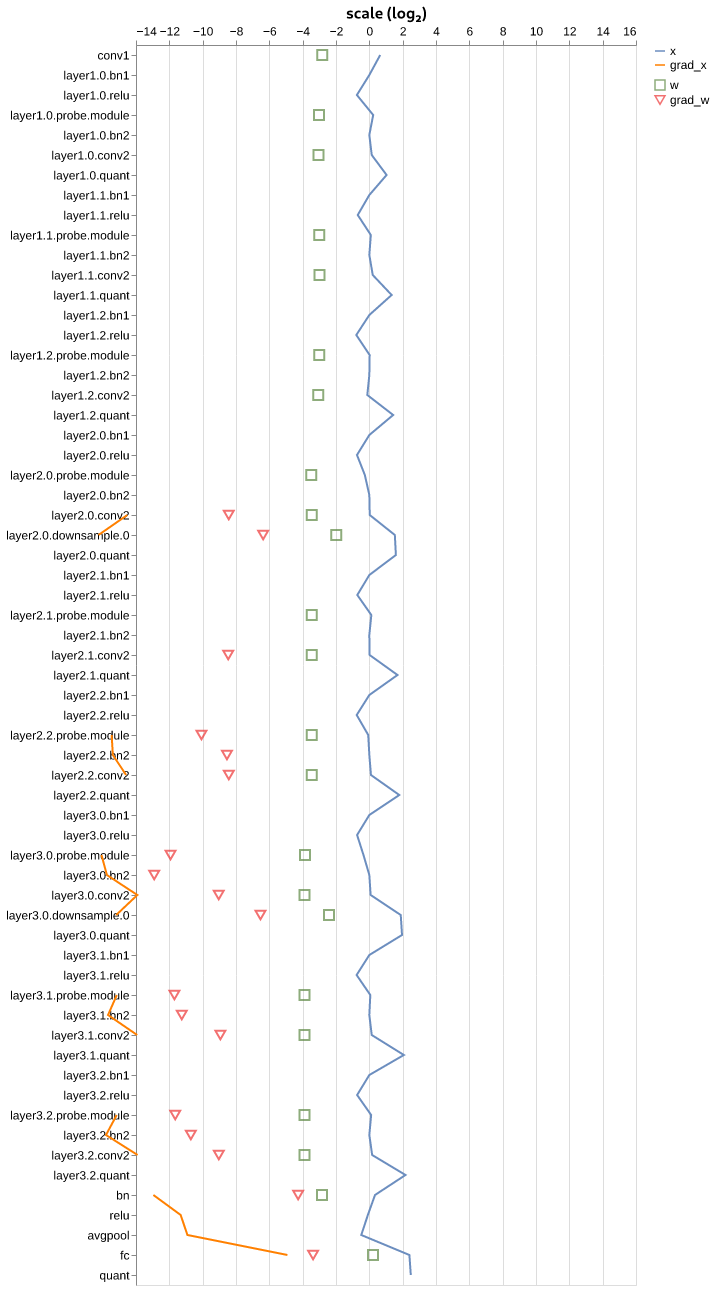 scale (log₂)
−14 −12 −10 −8 −6 −4 −2 0 2 4 6 8 10 12 14 16
x
grad_x
w
grad_w
conv1
layer1.0.bn1
layer1.0.relu
layer1.0.probe.module
layer1.0.bn2
layer1.0.conv2
layer1.0.quant
layer1.1.bn1
layer1.1.relu
layer1.1.probe.module
layer1.1.bn2
layer1.1.conv2
layer1.1.quant
layer1.2.bn1
layer1.2.relu
layer1.2.probe.module
layer1.2.bn2
layer1.2.conv2
layer1.2.quant
layer2.0.bn1
layer2.0.relu
layer2.0.probe.module
layer2.0.bn2
layer2.0.conv2
layer2.0.downsample.0
layer2.0.quant
layer2.1.bn1
layer2.1.relu
layer2.1.probe.module
layer2.1.bn2
layer2.1.conv2
layer2.1.quant
layer2.2.bn1
layer2.2.relu
layer2.2.probe.module
layer2.2.bn2
layer2.2.conv2
layer2.2.quant
layer3.0.bn1
layer3.0.relu
layer3.0.probe.module
layer3.0.bn2
layer3.0.conv2
layer3.0.downsample.0
layer3.0.quant
layer3.1.bn1
layer3.1.relu
layer3.1.probe.module
layer3.1.bn2
layer3.1.conv2
layer3.1.quant
layer3.2.bn1
layer3.2.relu
layer3.2.probe.module
layer3.2.bn2
layer3.2.conv2
layer3.2.quant
bn
relu
avgpool
fc
quant